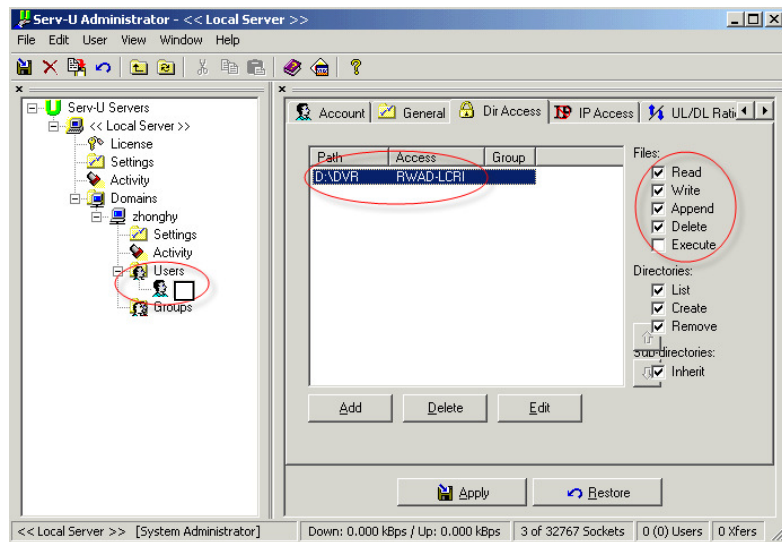 Serv-U Administrator - << Local Server >>
File Edit User View Window Help
Serv-U Servers
<< Local Server >>
License
Settings
Activity
Domains
zhonghy
Settings
Activity
Users
Groups
Account General Dir Access IP Access UL/DL Rati
Path Access Group
D:\DVR RWAD-LCRI
Files:
Read
Write
Append
Delete
Execute
Directories:
List
Create
Remove
Sub-directories:
Inherit
Add Delete Edit
Apply Restore
<< Local Server >> [System Administrator] Down: 0.000 kBps / Up: 0.000 kBps 3 of 32767 Sockets 0 (0) Users 0 Xfers